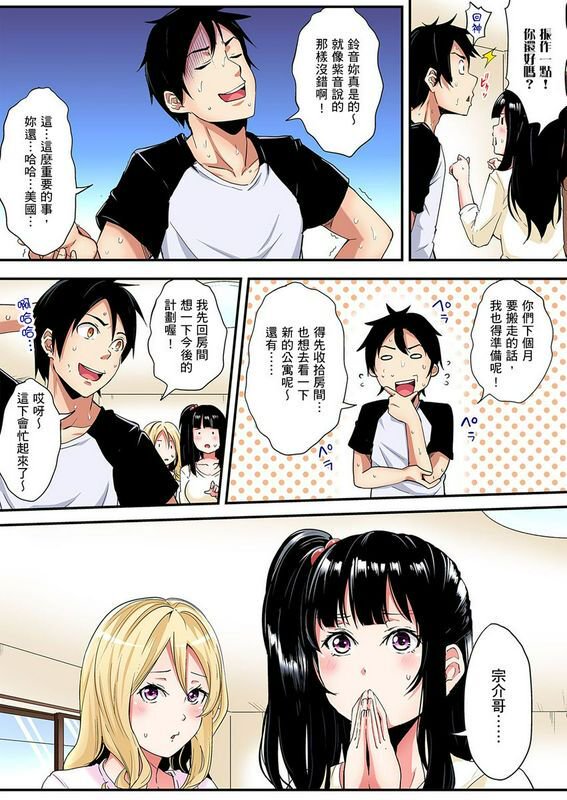 振作一點！
你還好嗎？
回神
鈴音妳真是的～
就像紫音說的
那樣沒錯啊！
這…這麼重要的事，
妳還…哈哈…美國…
你們下個月
要搬走的話，
我也得準備呢！
ペラ
得先收拾房間…
也想去看一下
新的公寓呢～
還有……
ペラ
我先回房間
想一下今後的
計劃喔！
啊哈哈…
哎呀～
這下會忙起來了～
宗介哥……